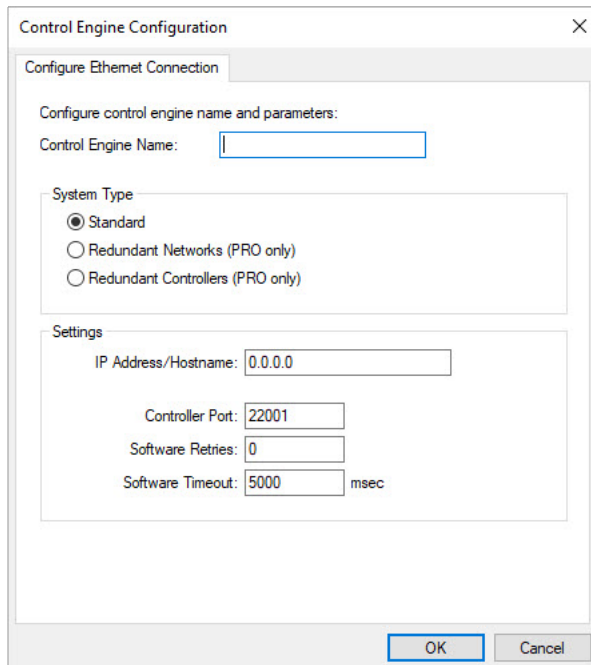 Control Engine Configuration
Configure Ethernet Connection
Configure control engine name and parameters:
Control Engine Name:
System Type
Standard
Redundant Networks (PRO only)
Redundant Controllers (PRO only)
Settings
IP Address/Hostname: 0.0.0.0
Controller Port: 22001
Software Retries: 0
Software Timeout: 5000 msec
OK Cancel